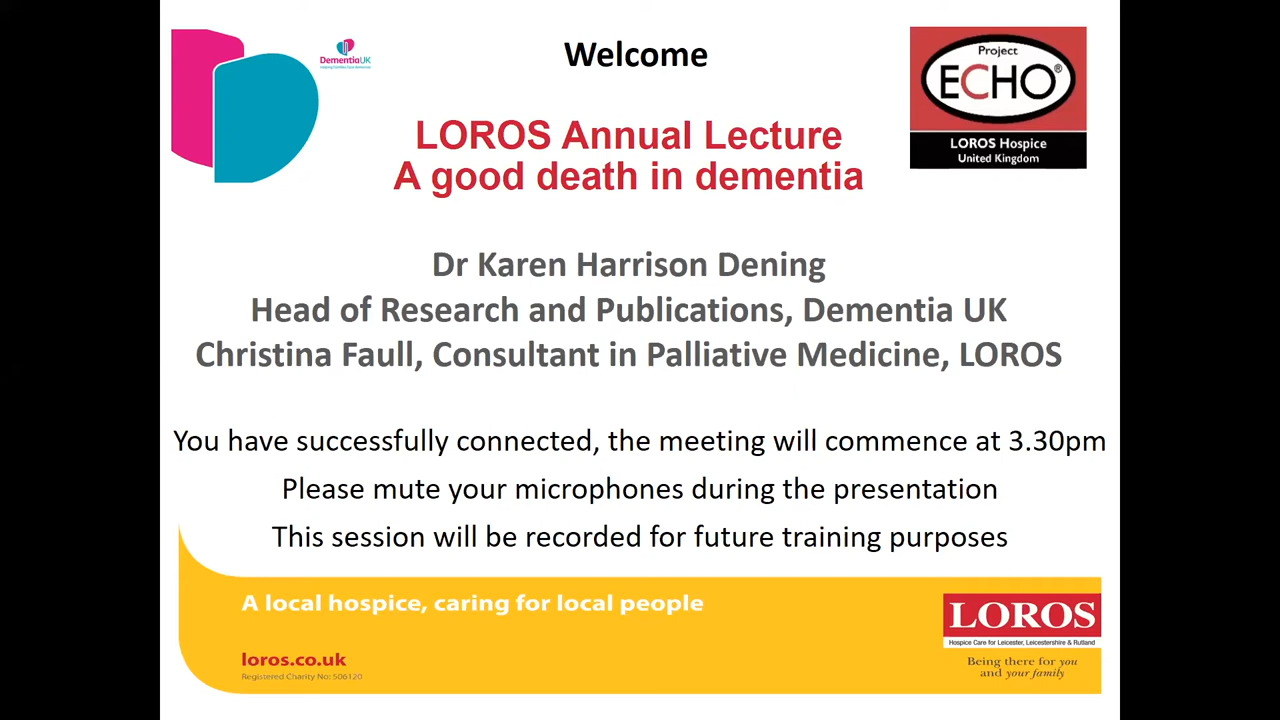 DementiaUK
Welcome
Project
ECHO®
LOROS Hospice
United Kingdom
LOROS Annual Lecture
A good death in dementia
Dr Karen Harrison Dening
Head of Research and Publications, Dementia UK
Christina Faull, Consultant in Palliative Medicine, LOROS
You have successfully connected, the meeting will commence at 3.30pm
Please mute your microphones during the presentation
This session will be recorded for future training purposes
A local hospice, caring for local people
LOROS
Hospice Care for Leicester, Leicestershire & Rutland
loros.co.uk
Registered Charity No: 506120
Being there for you
and your family